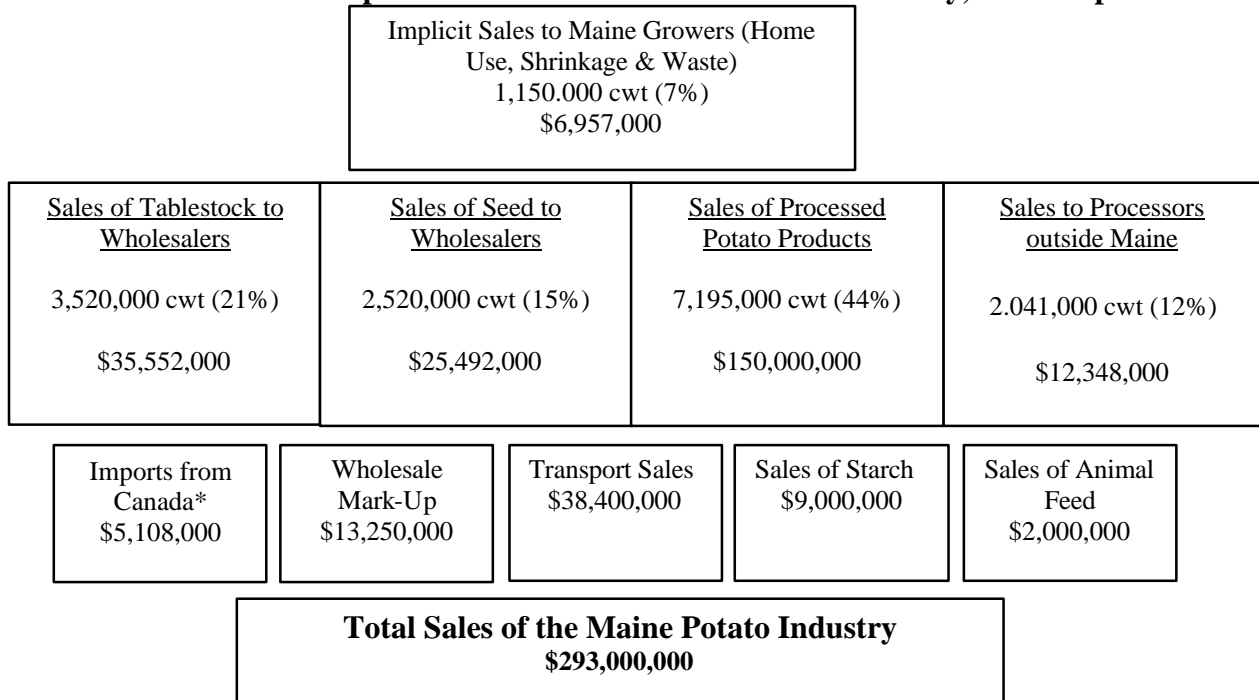 Implicit Sales to Maine Growers (Home
Use, Shrinkage & Waste)
1,150.000 cwt (7%)
$6,957,000
Sales of Tablestock to
Wholesalers
3,520,000 cwt (21%)
$35,552,000
Sales of Seed to
Wholesalers
2,520,000 cwt (15%)
$25,492,000
Sales of Processed
Potato Products
7,195,000 cwt (44%)
$150,000,000
Sales to Processors
outside Maine
2.041,000 cwt (12%)
$12,348,000
Imports from
Canada*
$5,108,000
Wholesale
Mark-Up
$13,250,000
Transport Sales
$38,400,000
Sales of Starch
$9,000,000
Sales of Animal
Feed
$2,000,000
Total Sales of the Maine Potato Industry
$293,000,000